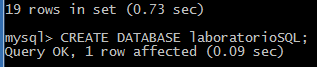 19 rows in set (0.73 sec)
mysql> CREATE DATABASE laboratorioSQL;
Query OK, 1 row affected (0.09 sec)